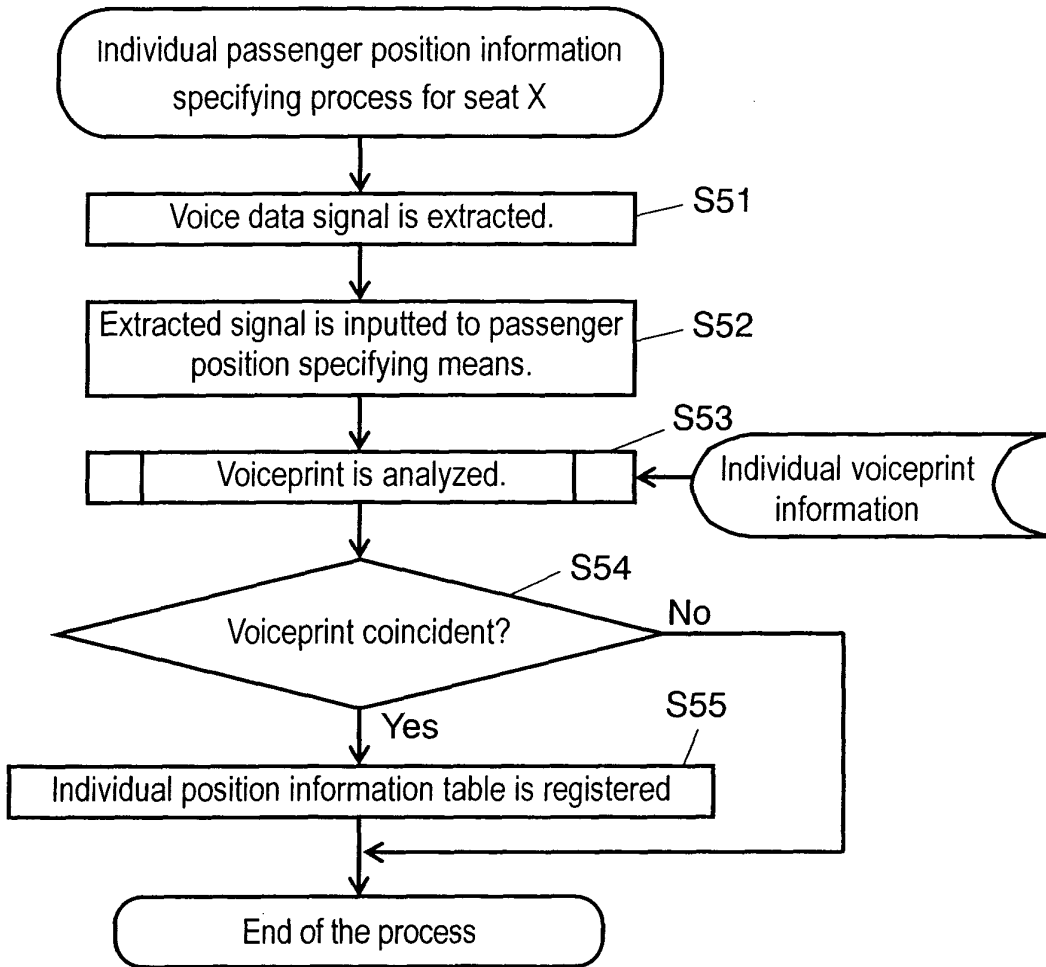 Individual passenger position information
specifying process for seat X
Voice data signal is extracted.
S51
Extracted signal is inputted to passenger
position specifying means.
S52
S53
Voiceprint is analyzed.
Individual voiceprint
information
S54
Voiceprint coincident?
No
Yes
S55
Individual position information table is registered
End of the process